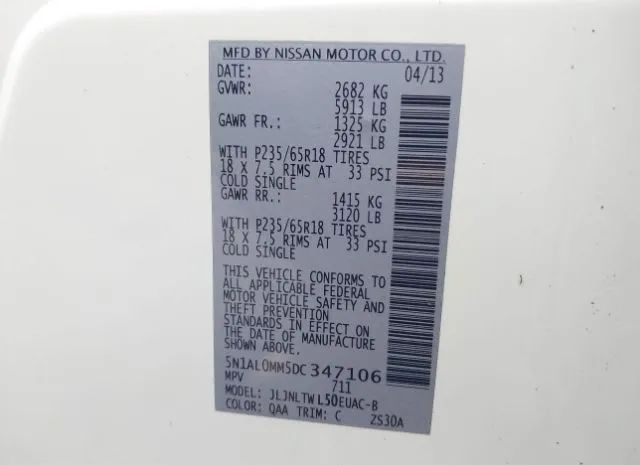 MFD BY NISSAN MOTOR CO., LTD.
DATE: 04/13
GVWR: 2682 KG
5913 LB
GAWR FR.: 1325 KG
2921 LB
WITH P235/65R18 TIRES
18 X 7.5 RIMS AT 33 PSI
COLD SINGLE
GAWR RR.: 1415 KG
3120 LB
WITH P235/65R18 TIRES
18 X 7.5 RIMS AT 33 PSI
COLD SINGLE
THIS VEHICLE CONFORMS TO
ALL APPLICABLE FEDERAL
MOTOR VEHICLE SAFETY AND
THEFT PREVENTION
STANDARDS IN EFFECT ON
THE DATE OF MANUFACTURE
SHOWN ABOVE.
5N1AL0MM5DC347106
MPV 711
MODEL: JLJNLTWL50EUAC-B
COLOR: QAA TRIM: C ZS30A